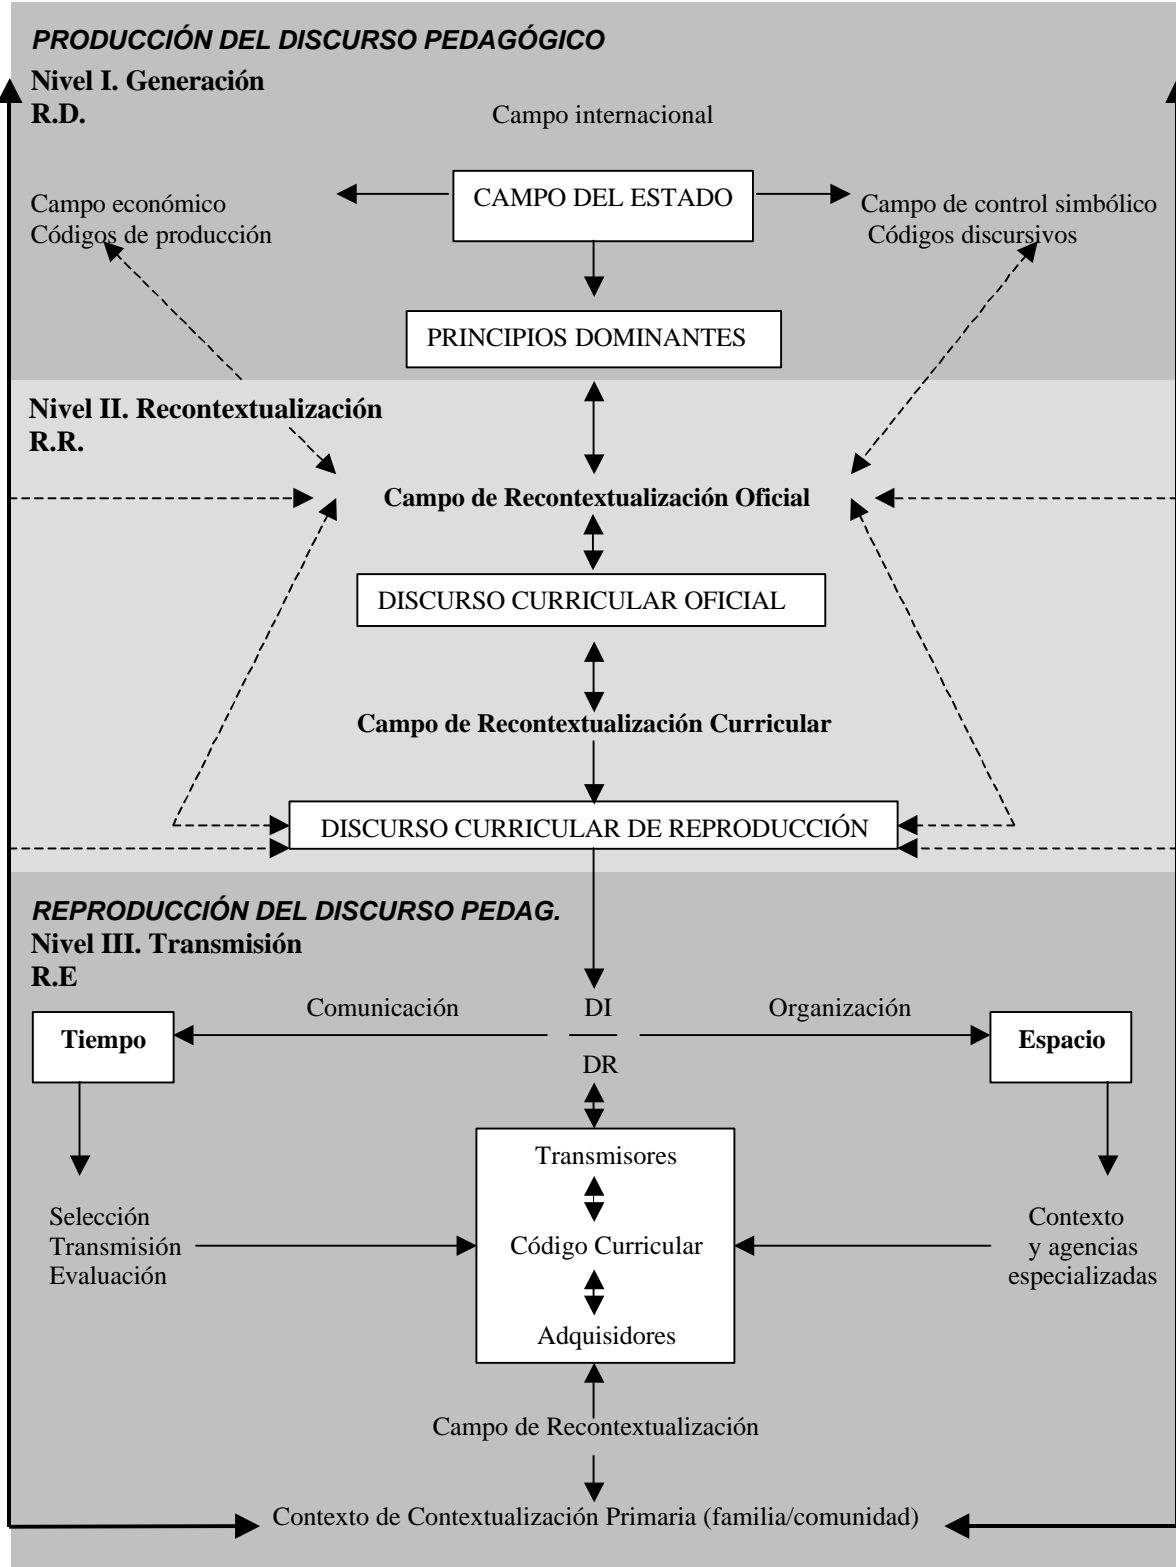 PRODUCCIÓN DEL DISCURSO PEDAGÓGICO
Nivel I. Generación
R.D.
Campo internacional
CAMPO DEL ESTADO
Campo económico
Códigos de producción
Campo de control simbólico
Códigos discursivos
PRINCIPIOS DOMINANTES
Nivel II. Recontextualización
R.R.
Campo de Recontextualización Oficial
DISCURSO CURRICULAR OFICIAL
Campo de Recontextualización Curricular
DISCURSO CURRICULAR DE REPRODUCCIÓN
REPRODUCCIÓN DEL DISCURSO PEDAG.
Nivel III. Transmisión
R.E
Comunicación
DI
Organización
Tiempo
Espacio
DR
Transmisores
Selección
Transmisión
Evaluación
Código Curricular
Contexto
y agencias
especializadas
Adquisidores
Campo de Recontextualización
Contexto de Contextualización Primaria (familia/comunidad)